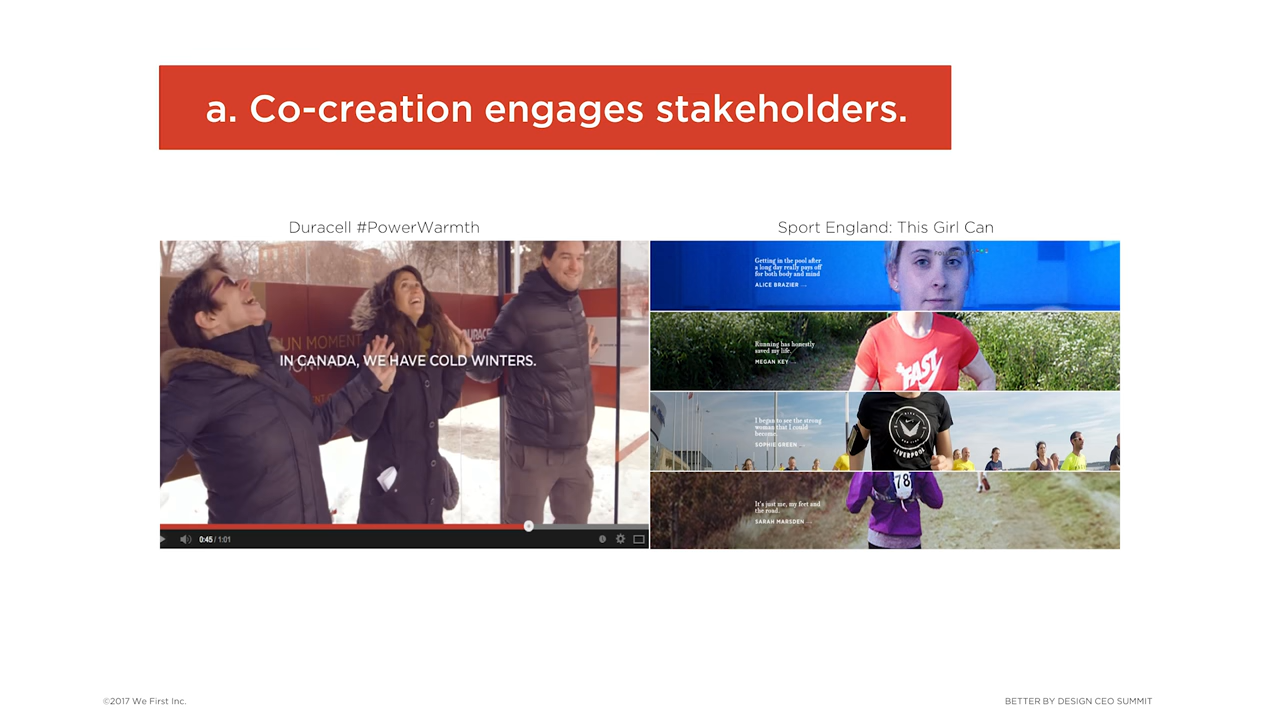 a. Co-creation engages stakeholders.
Duracell #PowerWarmth
Sport England: This Girl Can
IN CANADA, WE HAVE COLD WINTERS.
0:45 / 1:01
Getting in the pool after
a long day really pays off
for both body and mind
ALICE BRAZIER
Running has honestly
saved my life.
MEGAN KEY
FAST
I began to see the strong
woman that I could
become.
SOPHIE GREEN
LIVERPOOL
It's just me, my feet and
the road.
SARAH MARSDEN
78
©2017 We First Inc.
BETTER BY DESIGN CEO SUMMIT